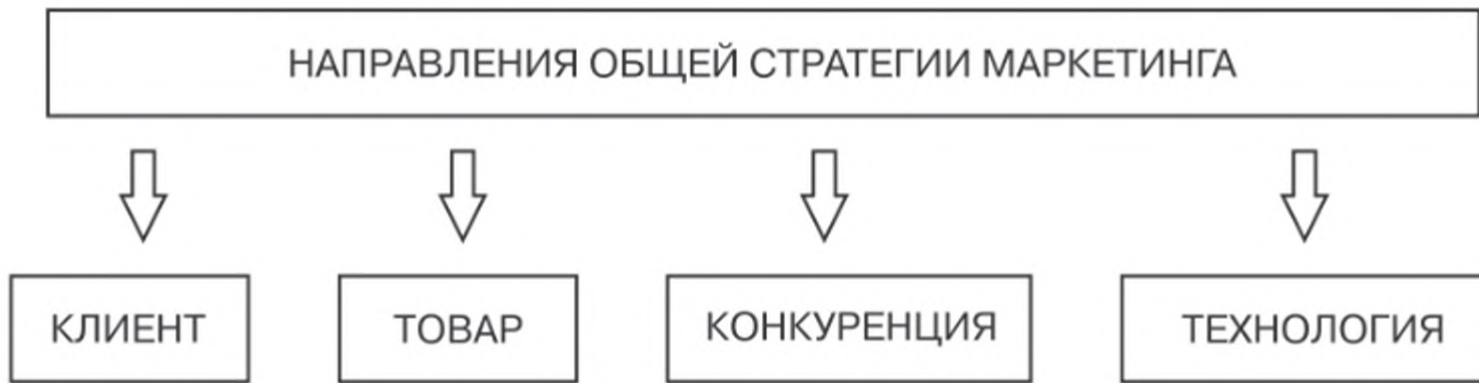 НАПРАВЛЕНИЯ ОБЩЕЙ СТРАТЕГИИ МАРКЕТИНГА
КЛИЕНТ
ТОВАР
КОНКУРЕНЦИЯ
ТЕХНОЛОГИЯ